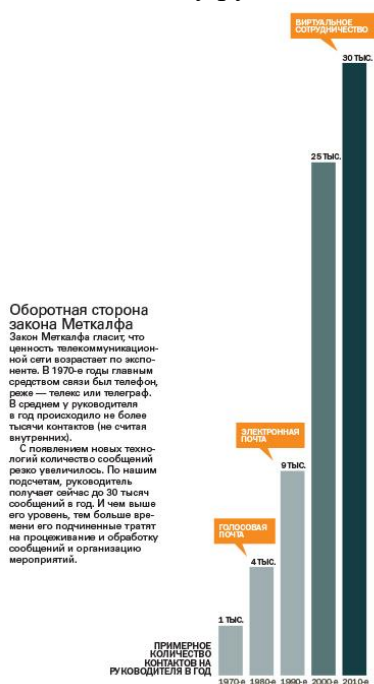 ВИРТУАЛЬНОЕ
СОТРУДНИЧЕСТВО
30 ТЫС.
25 ТЫС.
Оборотная сторона
закона Меткалфа
Закон Меткалфа гласит, что
ценность телекоммуникацион-
ной сети возрастает по экспо-
ненте. В 1970-е годы главным
средством связи был телефон,
реже — телекс или телеграф.
В среднем у руководителя
в год происходило не более
тысячи контактов (не считая
внутренних).
С появлением новых техно-
логий количество сообщений
резко увеличилось. По нашим
подсчетам, руководитель
получает сейчас до 30 тысяч
сообщений в год. И чем выше
его уровень, тем больше вре-
мени его подчиненные тратят
на процеживание и обработку
сообщений и организацию
мероприятий.
ЭЛЕКТРОННАЯ
ПОЧТА
9 ТЫС.
ГОЛОСОВАЯ
ПОЧТА
4 ТЫС.
1 ТЫС.
ПРИМЕРНОЕ
КОЛИЧЕСТВО
КОНТАКТОВ НА
РУКОВОДИТЕЛЯ В ГОД
1970-е 1980-е 1990-е 2000-е 2010-е